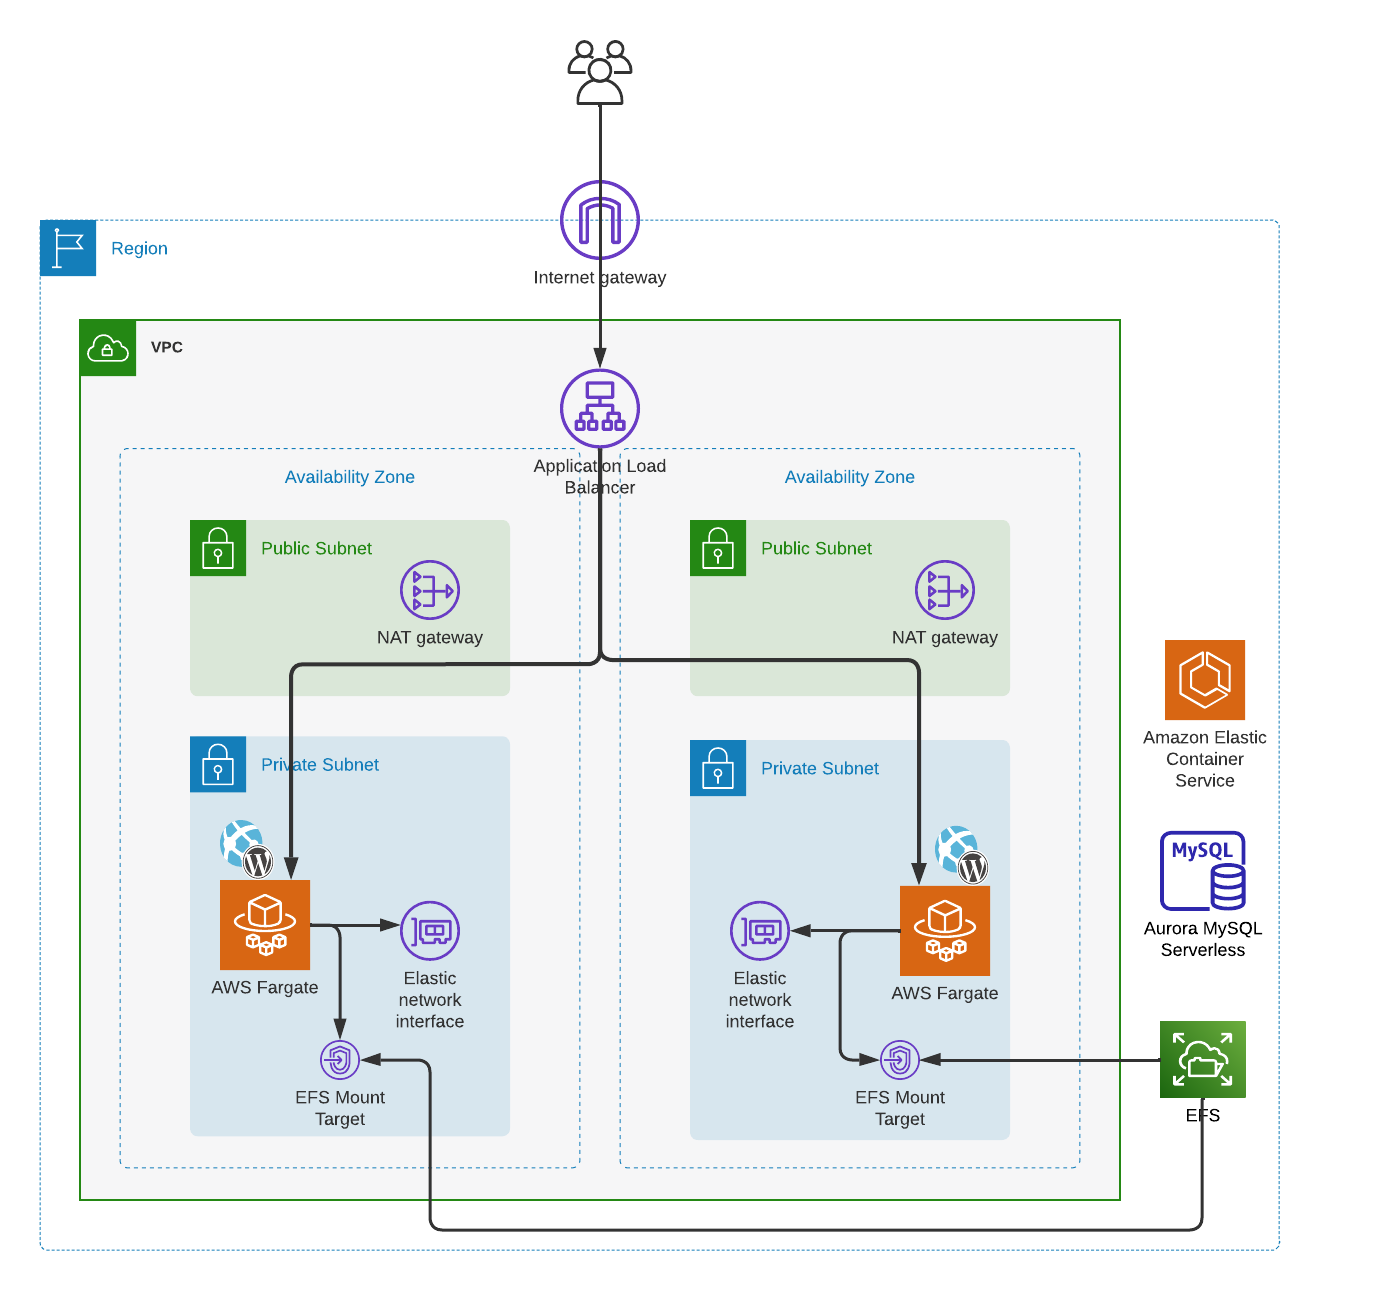 Region
Internet gateway
VPC
Application Load
Balancer
Availability Zone
Availability Zone
Public Subnet
NAT gateway
Public Subnet
NAT gateway
Private Subnet
W
AWS Fargate
Elastic
network
interface
EFS Mount
Target
Private Subnet
W
AWS Fargate
Elastic
network
interface
EFS Mount
Target
Amazon Elastic
Container
Service
MySQL
Aurora MySQL
Serverless
EFS